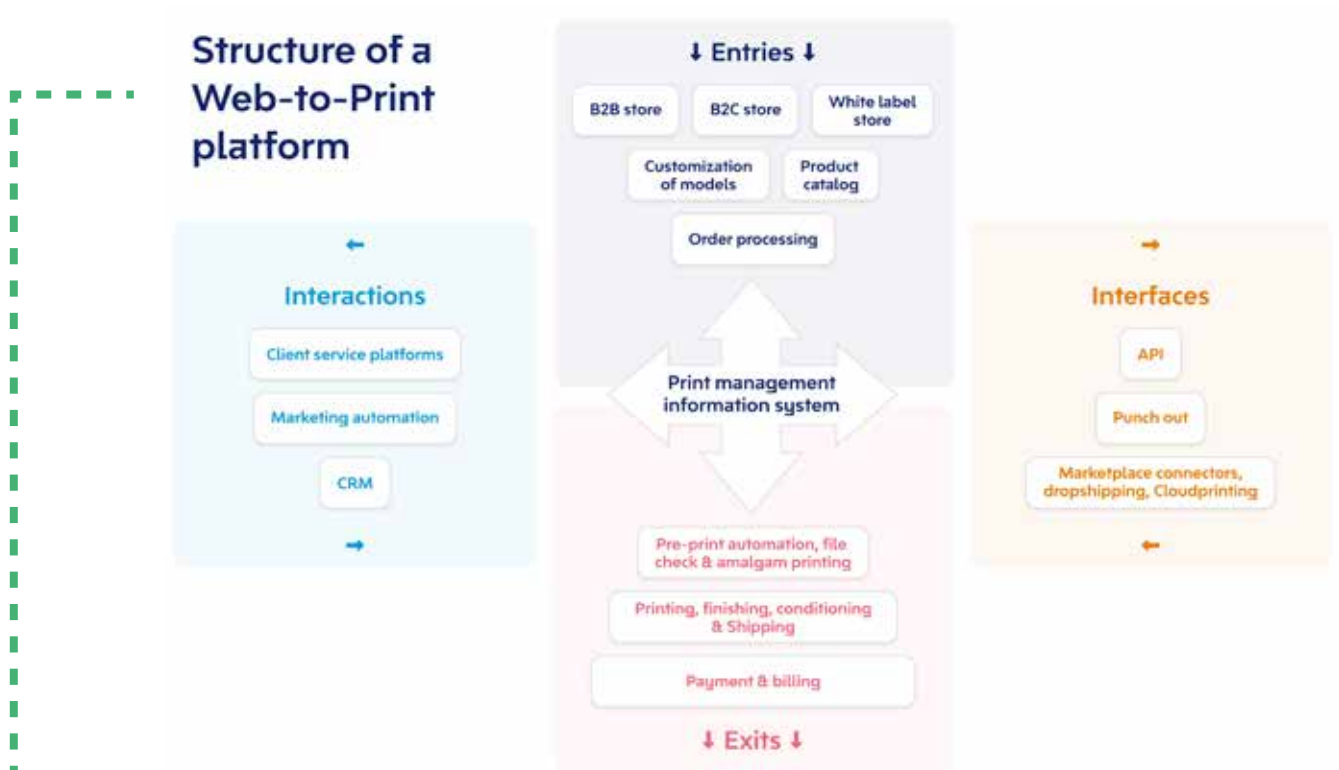 Structure of a
Web-to-Print
platform
↓ Entries ↓
B2B store
B2C store
White label
store
Customization
of models
Product
catalog
Order processing
←
Interactions
Client service platforms
Marketing automation
CRM
→
Print management
information system
→
Interfaces
API
Punch out
Marketplace connectors,
dropshipping, Cloudprinting
←
Pre-print automation, file
check & amalgam printing
Printing, finishing, conditioning
& Shipping
Payment & billing
↓ Exits ↓